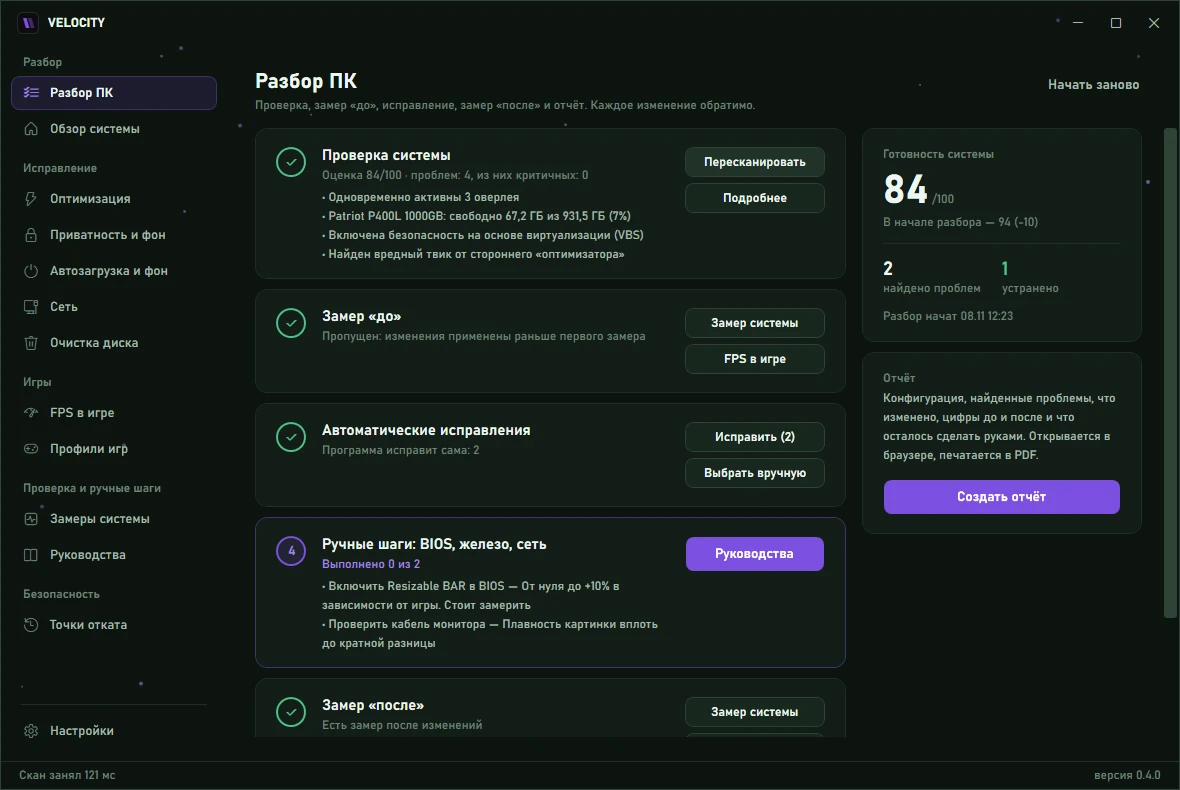 VELOCITY
Разбор
Разбор ПК
Обзор системы
Исправление
Оптимизация
Приватность и фон
Автозагрузка и фон
Сеть
Очистка диска
Игры
FPS в игре
Профили игр
Проверка и ручные шаги
Замеры системы
Руководства
Безопасность
Точки отката
Настройки
Разбор ПК
Проверка, замер «до», исправление, замер «после» и отчёт. Каждое изменение обратимо.
Начать заново
Проверка системы
Оценка 84/100 · проблем: 4, из них критичных: 0
• Одновременно активны 3 оверлея
• Patriot P400L 1000GB: свободно 67,2 ГБ из 931,5 ГБ (7%)
• Включена безопасность на основе виртуализации (VBS)
• Найден вредный твик от стороннего «оптимизатора»
Пересканировать
Подробнее
Замер «до»
Пропущен: изменения применены раньше первого замера
Замер системы
FPS в игре
Автоматические исправления
Программа исправит сама: 2
Исправить (2)
Выбрать вручную
4
Ручные шаги: BIOS, железо, сеть
Выполнено 0 из 2
• Включить Resizable BAR в BIOS — От нуля до +10% в
зависимости от игры. Стоит замерить
• Проверить кабель монитора — Плавность картинки вплоть
до кратной разницы
Руководства
Замер «после»
Есть замер после изменений
Замер системы
Готовность системы
84 /100
В начале разбора — 94 (-10)
2
найдено проблем
1
устранено
Разбор начат 08.11 12:23
Отчёт
Конфигурация, найденные проблемы, что
изменено, цифры до и после и что
осталось сделать руками. Открывается в
браузере, печатается в PDF.
Создать отчёт
Скан занял 121 мс
версия 0.4.0